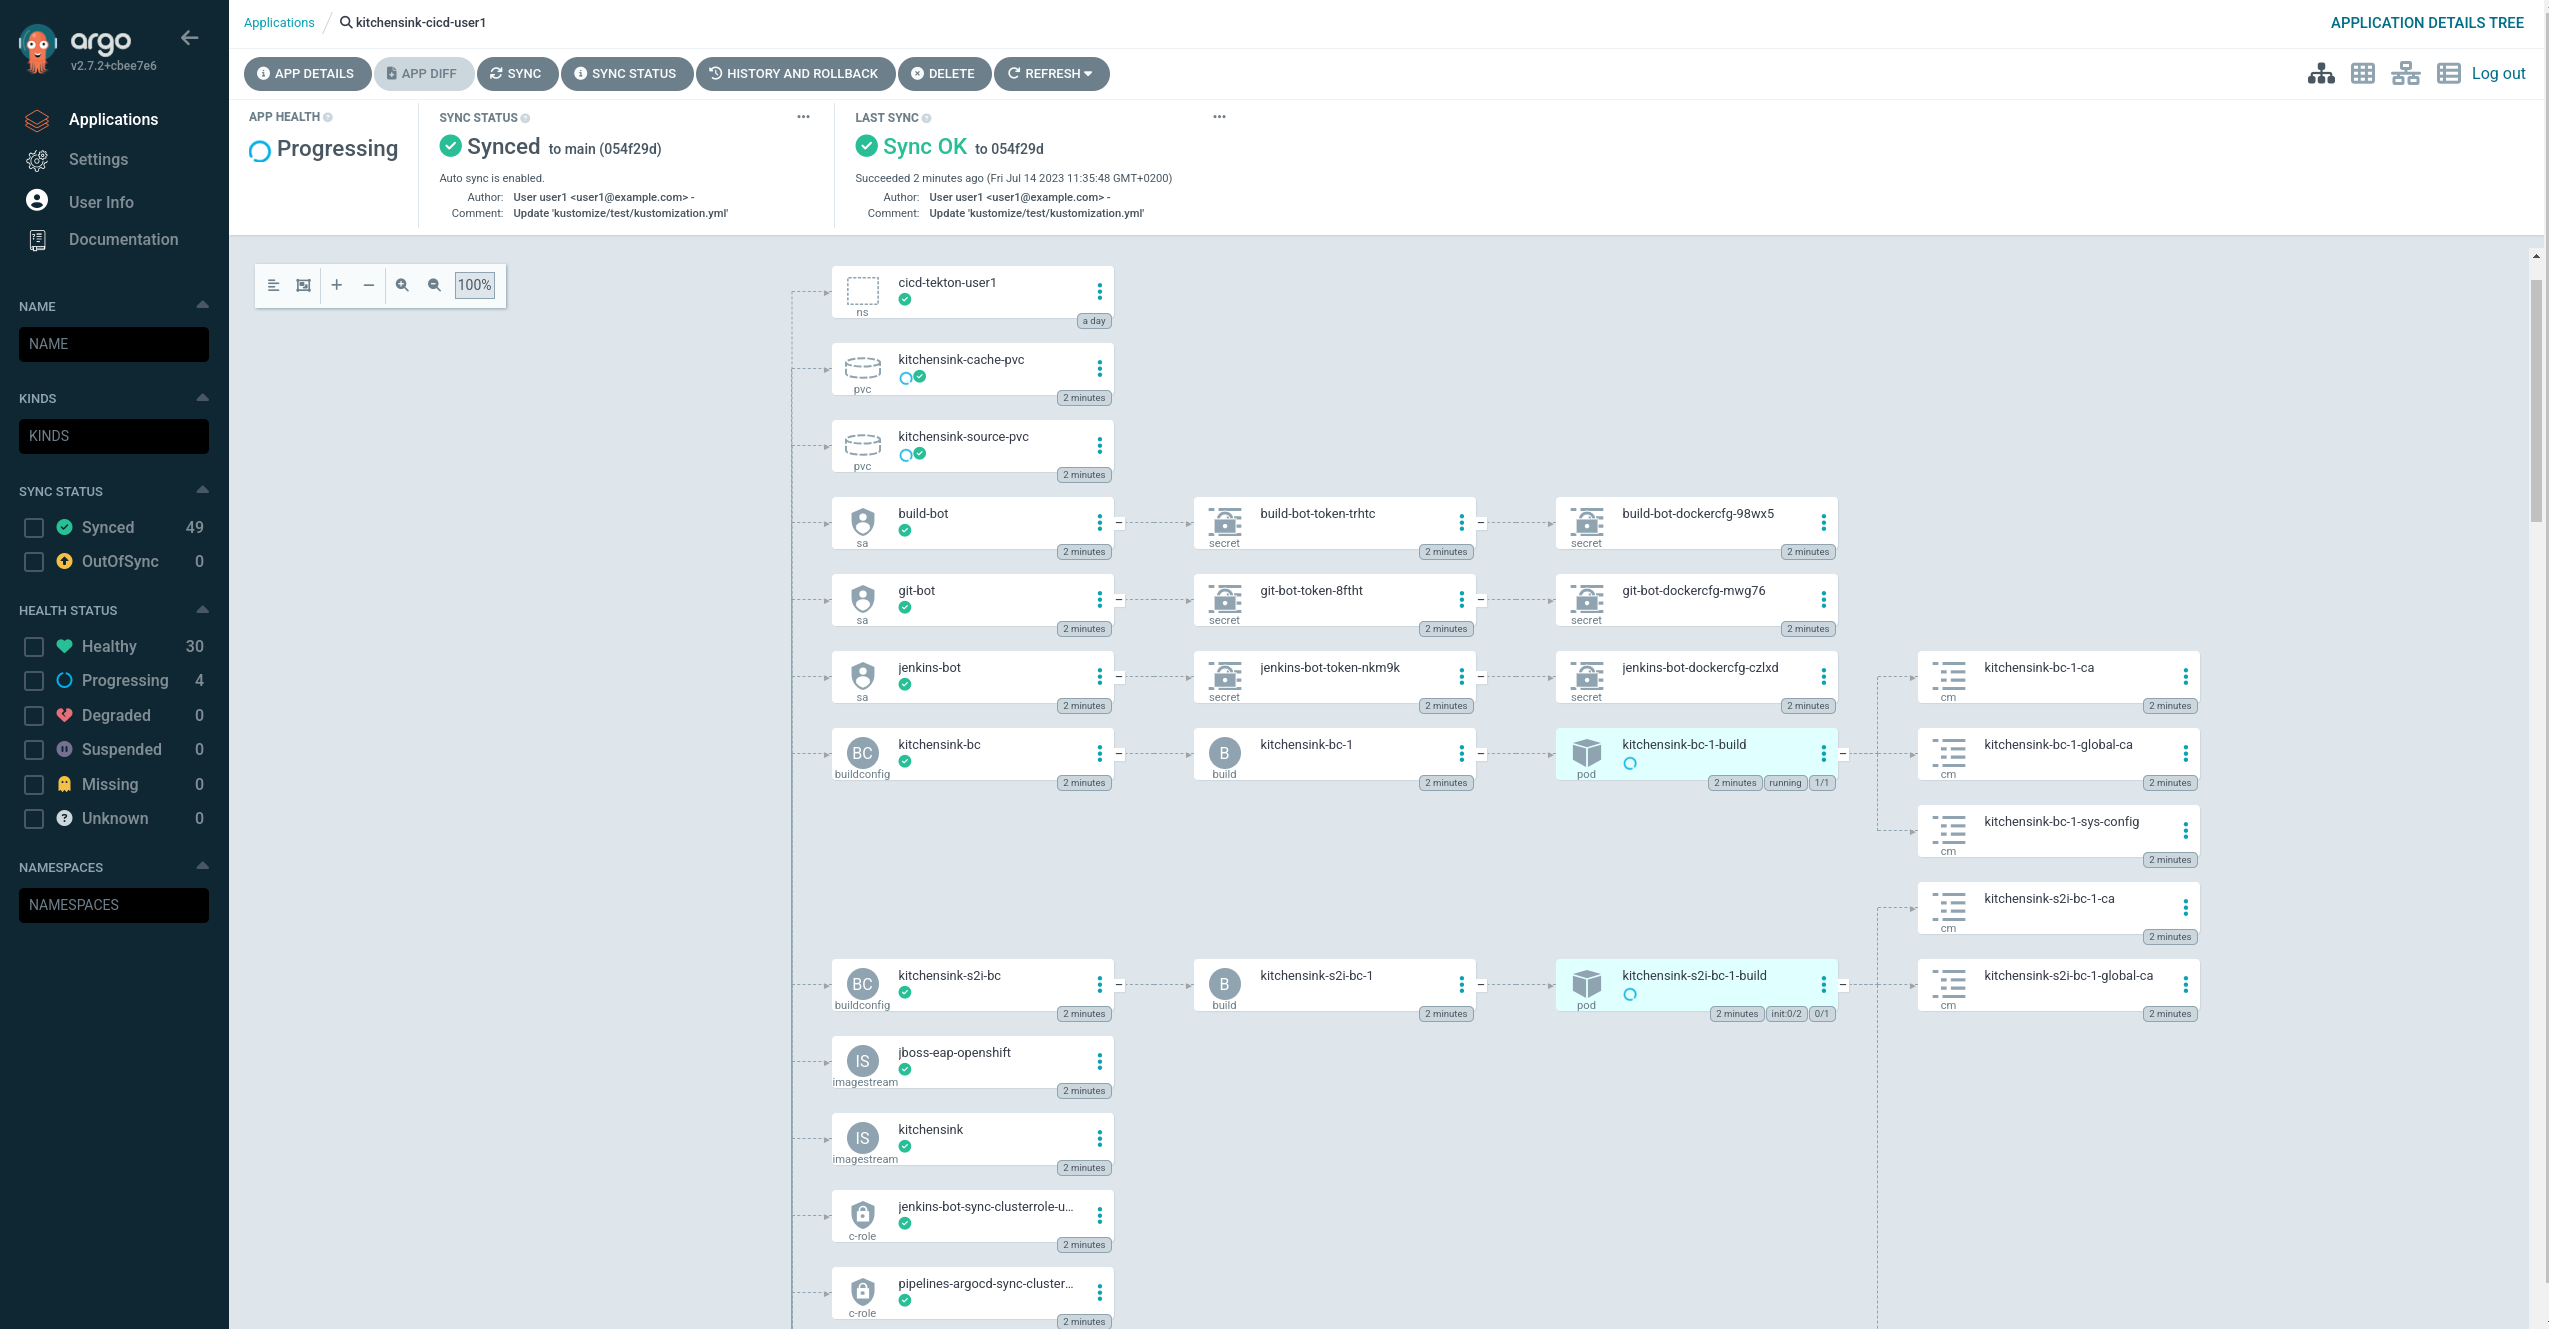 argo
v2.7.2+cbee7e6
Applications
Settings
User Info
Documentation
NAME
NAME
KINDS
KINDS
SYNC STATUS
Synced 49
OutOfSync 0
HEALTH STATUS
Healthy 30
Progressing 4
Degraded 0
Suspended 0
Missing 0
Unknown 0
NAMESPACES
NAMESPACES
Applications / kitchensink-cicd-user1
APPLICATION DETAILS TREE
APP DETAILS APP DIFF SYNC SYNC STATUS HISTORY AND ROLLBACK DELETE REFRESH
Log out
APP HEALTH
Progressing
SYNC STATUS
Synced to main (054f29d)
Auto sync is enabled.
Author: User user1 <user1@example.com> -
Comment: Update 'kustomize/test/kustomization.yml'
LAST SYNC
Sync OK to 054f29d
Succeeded 2 minutes ago (Fri Jul 14 2023 11:35:48 GMT+0200)
Author: User user1 <user1@example.com> -
Comment: Update 'kustomize/test/kustomization.yml'
100%
cicd-tekton-user1
ns
a day
kitchensink-cache-pvc
pvc
2 minutes
kitchensink-source-pvc
pvc
2 minutes
build-bot
sa
2 minutes
build-bot-token-trhtc
secret
2 minutes
build-bot-dockercfg-98wx5
secret
2 minutes
git-bot
sa
2 minutes
git-bot-token-8ftht
secret
2 minutes
git-bot-dockercfg-mwg76
secret
2 minutes
jenkins-bot
sa
2 minutes
jenkins-bot-token-nkm9k
secret
2 minutes
jenkins-bot-dockercfg-czlxd
secret
2 minutes
kitchensink-bc-1-ca
cm
2 minutes
BC
kitchensink-bc
buildconfig
2 minutes
B
kitchensink-bc-1
build
2 minutes
kitchensink-bc-1-build
pod
2 minutes running 1/1
kitchensink-bc-1-global-ca
cm
2 minutes
kitchensink-bc-1-sys-config
cm
2 minutes
kitchensink-s2i-bc-1-ca
cm
2 minutes
BC
kitchensink-s2i-bc
buildconfig
2 minutes
B
kitchensink-s2i-bc-1
build
2 minutes
kitchensink-s2i-bc-1-build
pod
2 minutes init:0/2 0/1
kitchensink-s2i-bc-1-global-ca
cm
2 minutes
IS
jboss-eap-openshift
imagestream
2 minutes
IS
kitchensink
imagestream
2 minutes
jenkins-bot-sync-clusterrole-u...
c-role
2 minutes
pipelines-argocd-sync-cluster...
c-role
2 minutes